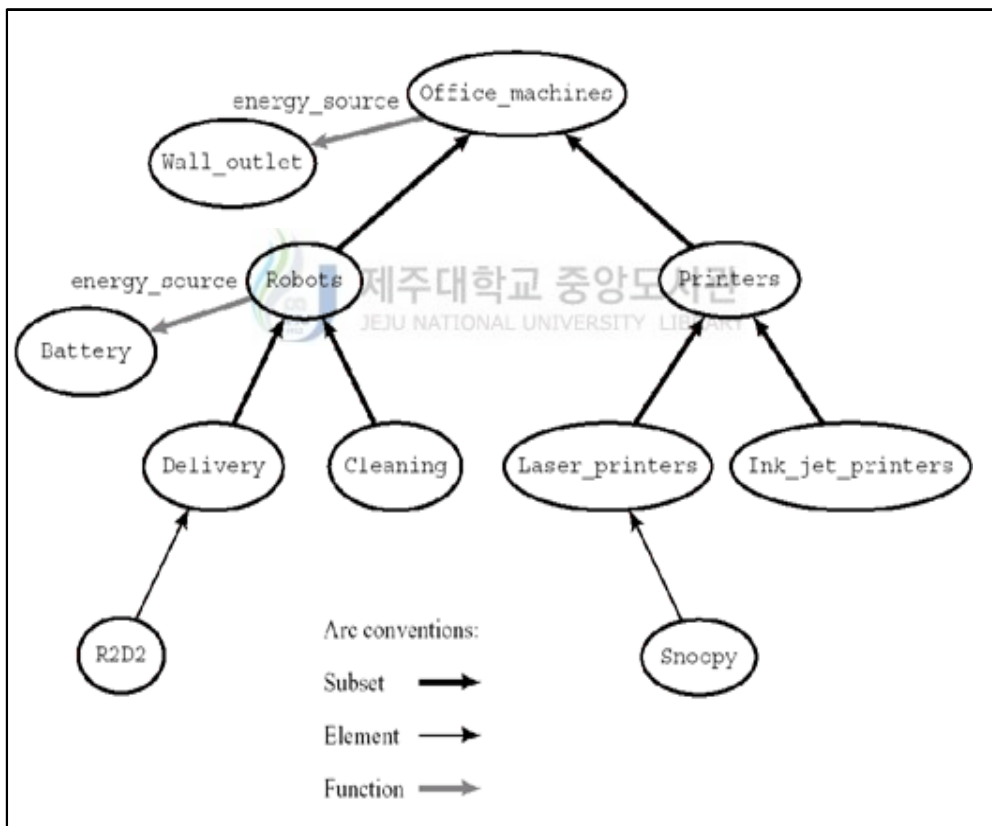 Office_machines
energy_source
Wall_outlet
Robots
Printers
energy_source
Battery
제주대학교 중앙도서관
JEJU NATIONAL UNIVERSITY LIBRARY
Delivery
Cleaning
Laser_printers
Ink_jet_printers
R2D2
Snoopy
Arc conventions:
Subset
Element
Function